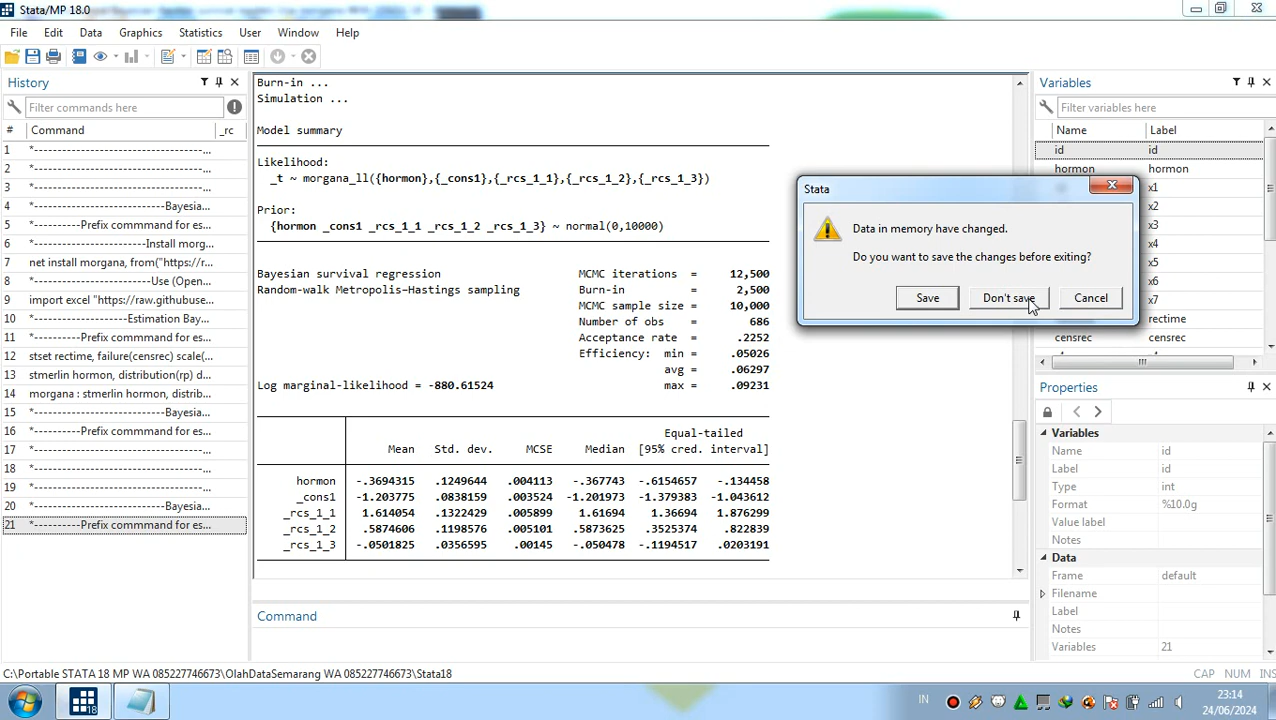 Stata/MP 18.0
File Edit Data Graphics Statistics User Window Help
History
Filter commands here
# Command _rc
1 *-----------------------------------...
2 *-----------------------------------...
3 *-----------------------------------...
4 *---------------------------Bayesia...
5 *----------Prefix commmand for es...
6 *-----------------------Install morg...
7 net install morgana, from("https://r...
8 *-----------------------Use (Open...
9 import excel "https://raw.githubuse...
10 *-------------------Estimation Bay...
11 *----------Prefix commmand for es...
12 stset rectime, failure(censrec) scale(...
13 stmerlin hormon, distribution(rp) d...
14 morgana : stmerlin hormon, distrib...
15 *---------------------------Bayesia...
16 *----------Prefix commmand for es...
17 *-----------------------------------...
18 *-----------------------------------...
19 *-----------------------------------...
20 *---------------------------Bayesia...
21 *----------Prefix commmand for es...
Burn-in ...
Simulation ...
Model summary
Likelihood:
_t ~ morgana_ll({hormon},{_cons1},{_rcs_1_1},{_rcs_1_2},{_rcs_1_3})
Prior:
{hormon _cons1 _rcs_1_1 _rcs_1_2 _rcs_1_3} ~ normal(0,10000)
Bayesian survival regression MCMC iterations = 12,500
Random-walk Metropolis-Hastings sampling Burn-in = 2,500
MCMC sample size = 10,000
Number of obs = 686
Acceptance rate = .2252
Efficiency: min = .05026
avg = .06297
Log marginal-likelihood = -880.61524 max = .09231
Equal-tailed
Mean Std. dev. MCSE Median [95% cred. interval]
hormon -.3694315 .1249644 .004113 -.367743 -.6154657 -.134458
_cons1 -1.203775 .0838159 .003524 -1.201973 -1.379383 -1.043612
_rcs_1_1 1.614054 .1322429 .005899 1.61694 1.36694 1.876299
_rcs_1_2 .5874606 .1198576 .005101 .5873625 .3525374 .822839
_rcs_1_3 -.0501825 .0356595 .00145 -.050478 -.1194517 .0203191
Command
Stata
Data in memory have changed.
Do you want to save the changes before exiting?
Save Don't save Cancel
Variables
Filter variables here
Name Label
id id
hormon hormon
x1
x2
x3
x4
x5
x6
x7
rectime
censrec censrec
Properties
Variables
Name id
Label id
Type int
Format %10.0g
Value label
Notes
Data
Frame default
Filename
Label
Notes
Variables 21
C:\Portable STATA 18 MP WA 085227746673\OlahDataSemarang WA 085227746673\Stata18
CAP NUM INS
18
IN
23:14
24/06/2024